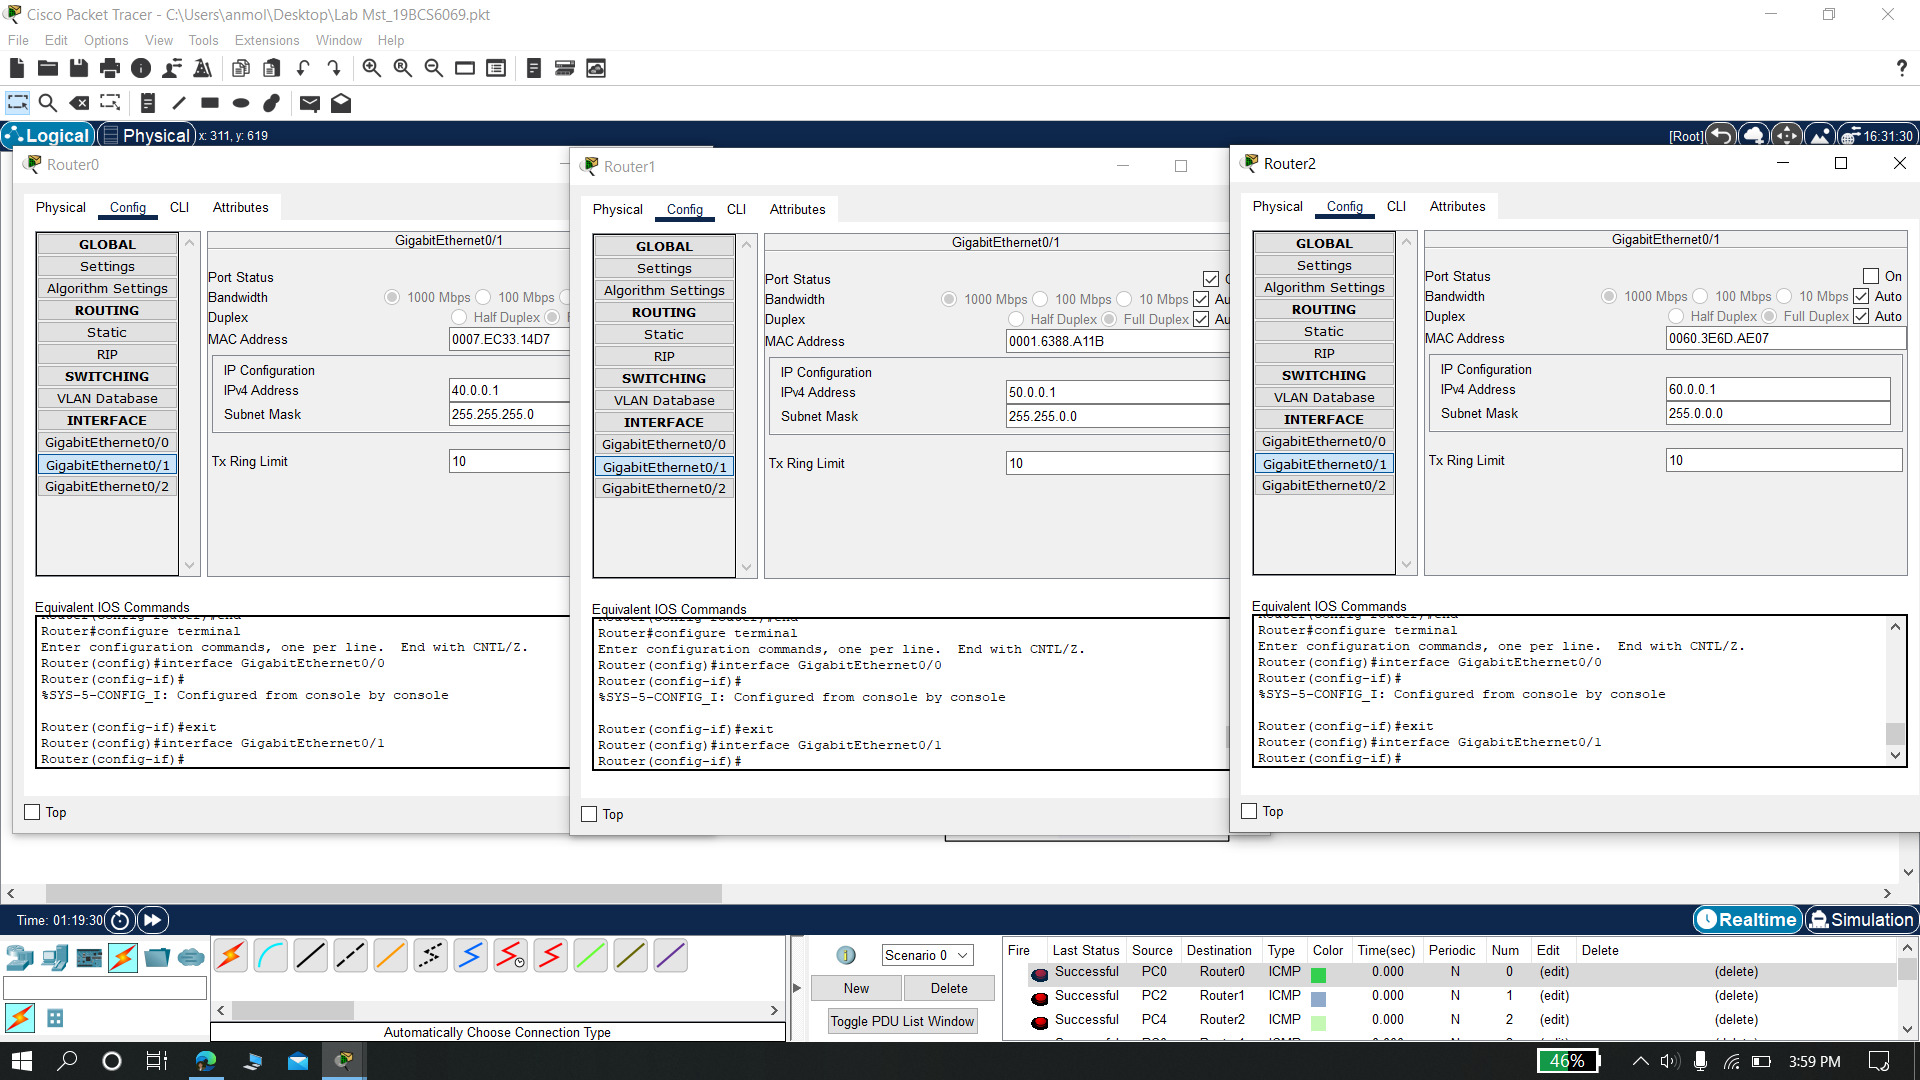 Cisco Packet Tracer - C:\Users\anmol\Desktop\Lab Mst_19BCS6069.pkt
File Edit Options View Tools Extensions Window Help
?
Logical Physical x: 311, y: 619 [Root] 16:31:30
Router0
Physical Config CLI Attributes
GLOBAL
Settings
Algorithm Settings
ROUTING
Static
RIP
SWITCHING
VLAN Database
INTERFACE
GigabitEthernet0/0
GigabitEthernet0/1
GigabitEthernet0/2
GigabitEthernet0/1
Port Status
Bandwidth 1000 Mbps 100 Mbps
Duplex Half Duplex
MAC Address 0007.EC33.14D7
IP Configuration
IPv4 Address 40.0.0.1
Subnet Mask 255.255.255.0
Tx Ring Limit 10
Equivalent IOS Commands
Router(config-router)#end
Router#configure terminal
Enter configuration commands, one per line. End with CNTL/Z.
Router(config)#interface GigabitEthernet0/0
Router(config-if)#
%SYS-5-CONFIG_I: Configured from console by console
Router(config-if)#exit
Router(config)#interface GigabitEthernet0/1
Router(config-if)#
Top
Router1
Physical Config CLI Attributes
GLOBAL
Settings
Algorithm Settings
ROUTING
Static
RIP
SWITCHING
VLAN Database
INTERFACE
GigabitEthernet0/0
GigabitEthernet0/1
GigabitEthernet0/2
GigabitEthernet0/1
Port Status
Bandwidth 1000 Mbps 100 Mbps 10 Mbps Au
Duplex Half Duplex Full Duplex Au
MAC Address 0001.6388.A11B
IP Configuration
IPv4 Address 50.0.0.1
Subnet Mask 255.255.0.0
Tx Ring Limit 10
Equivalent IOS Commands
Router(config-router)#end
Router#configure terminal
Enter configuration commands, one per line. End with CNTL/Z.
Router(config)#interface GigabitEthernet0/0
Router(config-if)#
%SYS-5-CONFIG_I: Configured from console by console
Router(config-if)#exit
Router(config)#interface GigabitEthernet0/1
Router(config-if)#
Top
Router2
Physical Config CLI Attributes
GLOBAL
Settings
Algorithm Settings
ROUTING
Static
RIP
SWITCHING
VLAN Database
INTERFACE
GigabitEthernet0/0
GigabitEthernet0/1
GigabitEthernet0/2
GigabitEthernet0/1
Port Status On
Bandwidth 1000 Mbps 100 Mbps 10 Mbps Auto
Duplex Half Duplex Full Duplex Auto
MAC Address 0060.3E6D.AE07
IP Configuration
IPv4 Address 60.0.0.1
Subnet Mask 255.0.0.0
Tx Ring Limit 10
Equivalent IOS Commands
Router(config-router)#end
Router#configure terminal
Enter configuration commands, one per line. End with CNTL/Z.
Router(config)#interface GigabitEthernet0/0
Router(config-if)#
%SYS-5-CONFIG_I: Configured from console by console
Router(config-if)#exit
Router(config)#interface GigabitEthernet0/1
Router(config-if)#
Top
Time: 01:19:30 Realtime Simulation
Automatically Choose Connection Type
Scenario 0
New Delete
Toggle PDU List Window
Fire Last Status Source Destination Type Color Time(sec) Periodic Num Edit Delete
Successful PC0 Router0 ICMP 0.000 N 0 (edit) (delete)
Successful PC2 Router1 ICMP 0.000 N 1 (edit) (delete)
Successful PC4 Router2 ICMP 0.000 N 2 (edit) (delete)
46% 3:59 PM